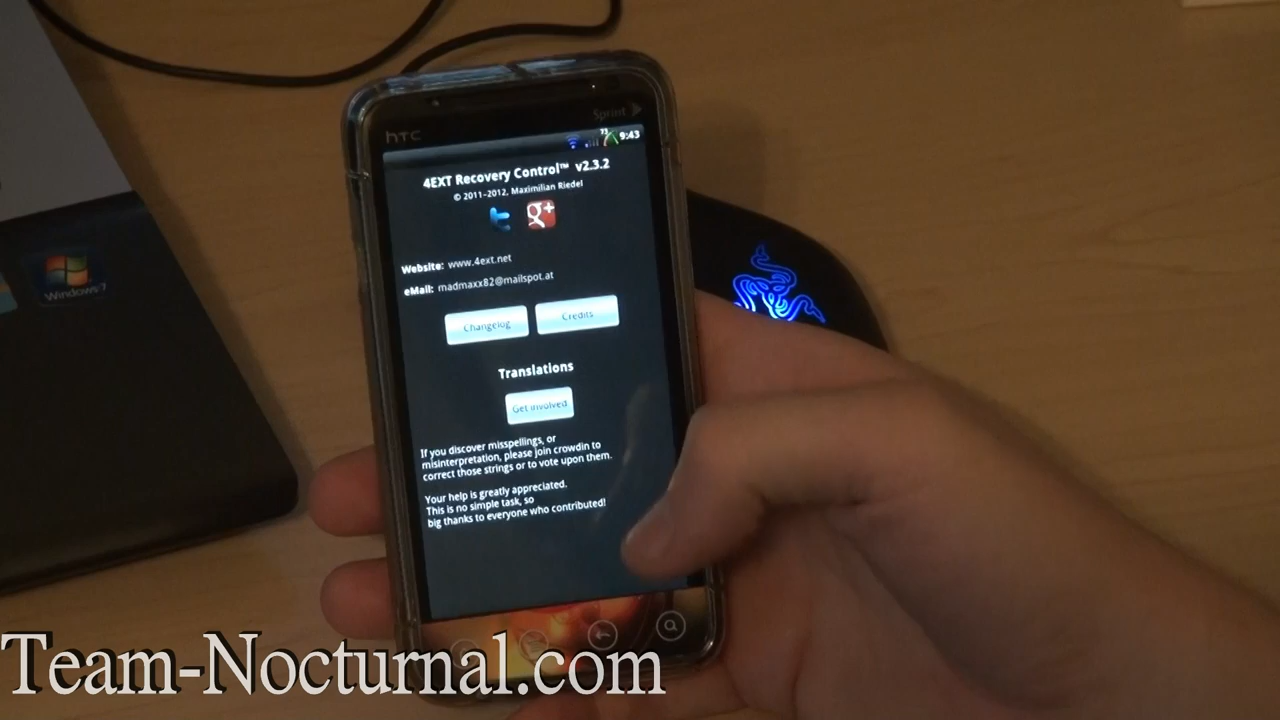 hTC
Sprint
73 9:43
4EXT Recovery Control™ v2.3.2
© 2011-2012, Maximilian Riedel
g+
Website: www.4ext.net
eMail: madmaxx82@mailspot.at
Changelog Credits
Translations
Get involved
If you discover misspellings, or
misinterpretation, please join crowdin to
correct those strings or to vote upon them.
Your help is greatly appreciated.
This is no simple task, so
big thanks to everyone who contributed!
Windows 7
Team-Nocturnal.com